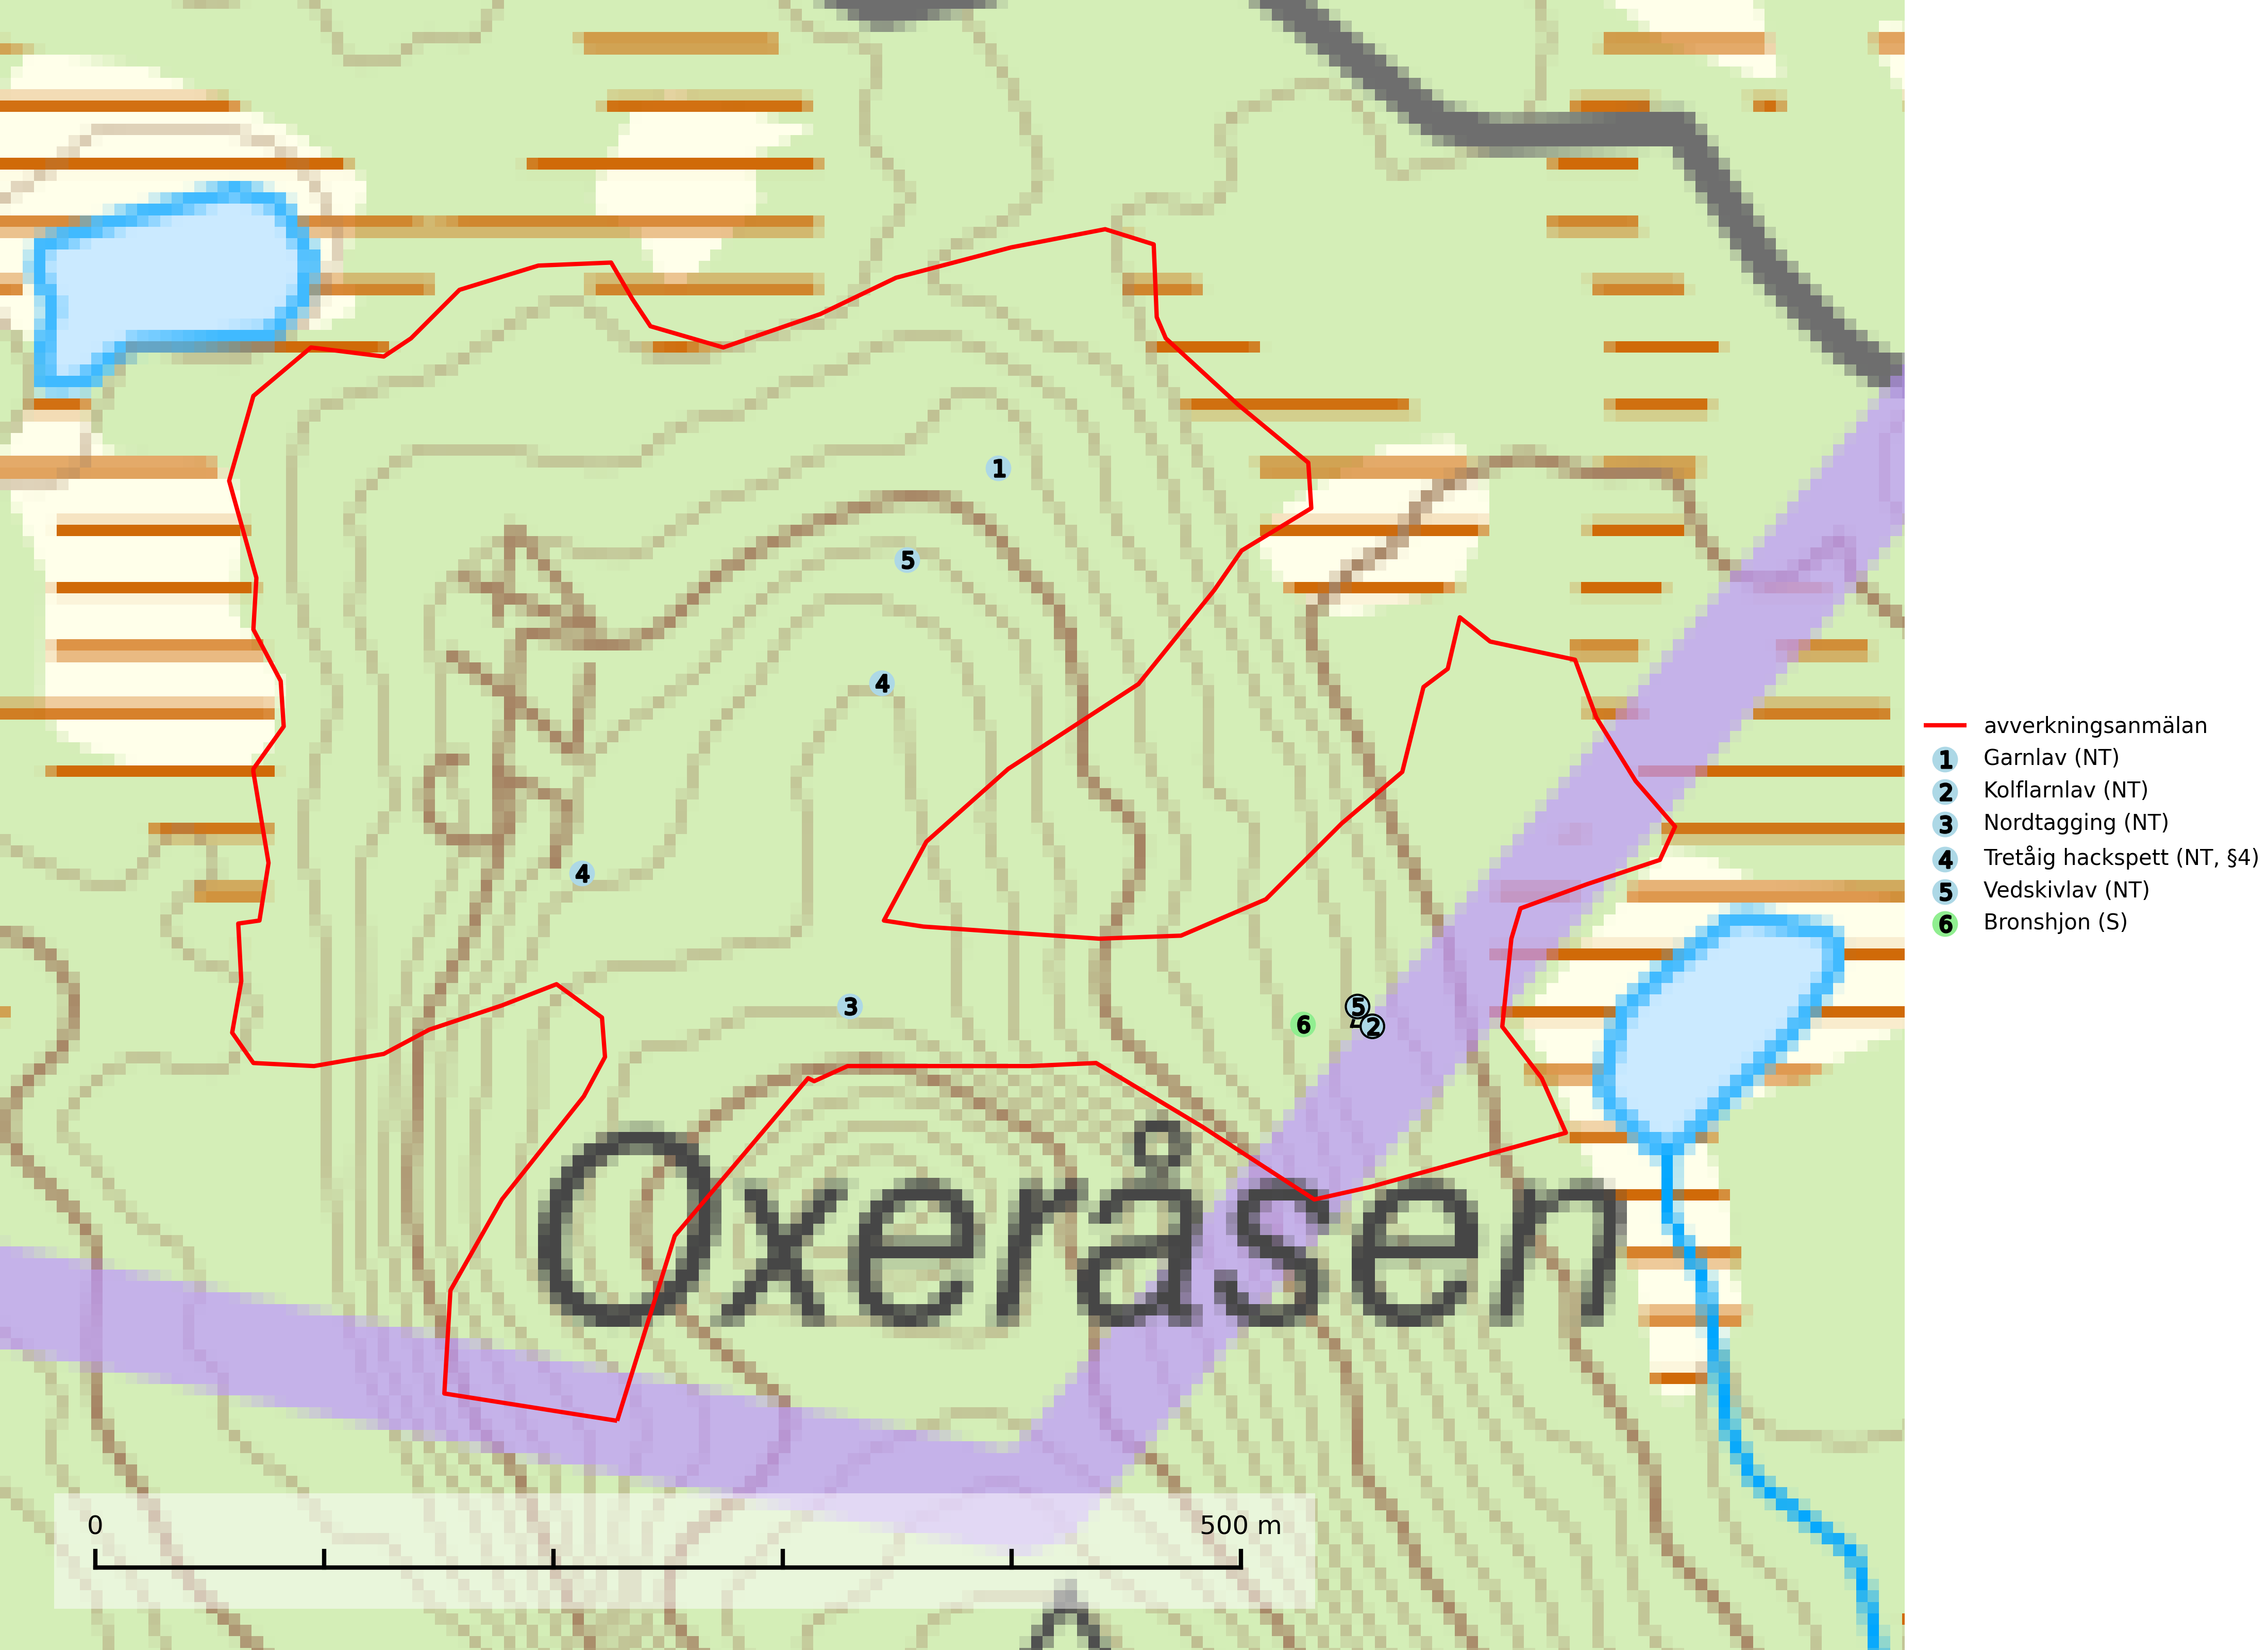 avverkningsanmälan
1 Garnlav (NT)
2 Kolflarnlav (NT)
3 Nordtagging (NT)
4 Tretåig hackspett (NT, §4)
5 Vedskivlav (NT)
6 Bronshjon (S)
1
5
4
4
3
6
5
2
Oxeråsen
0 500 m